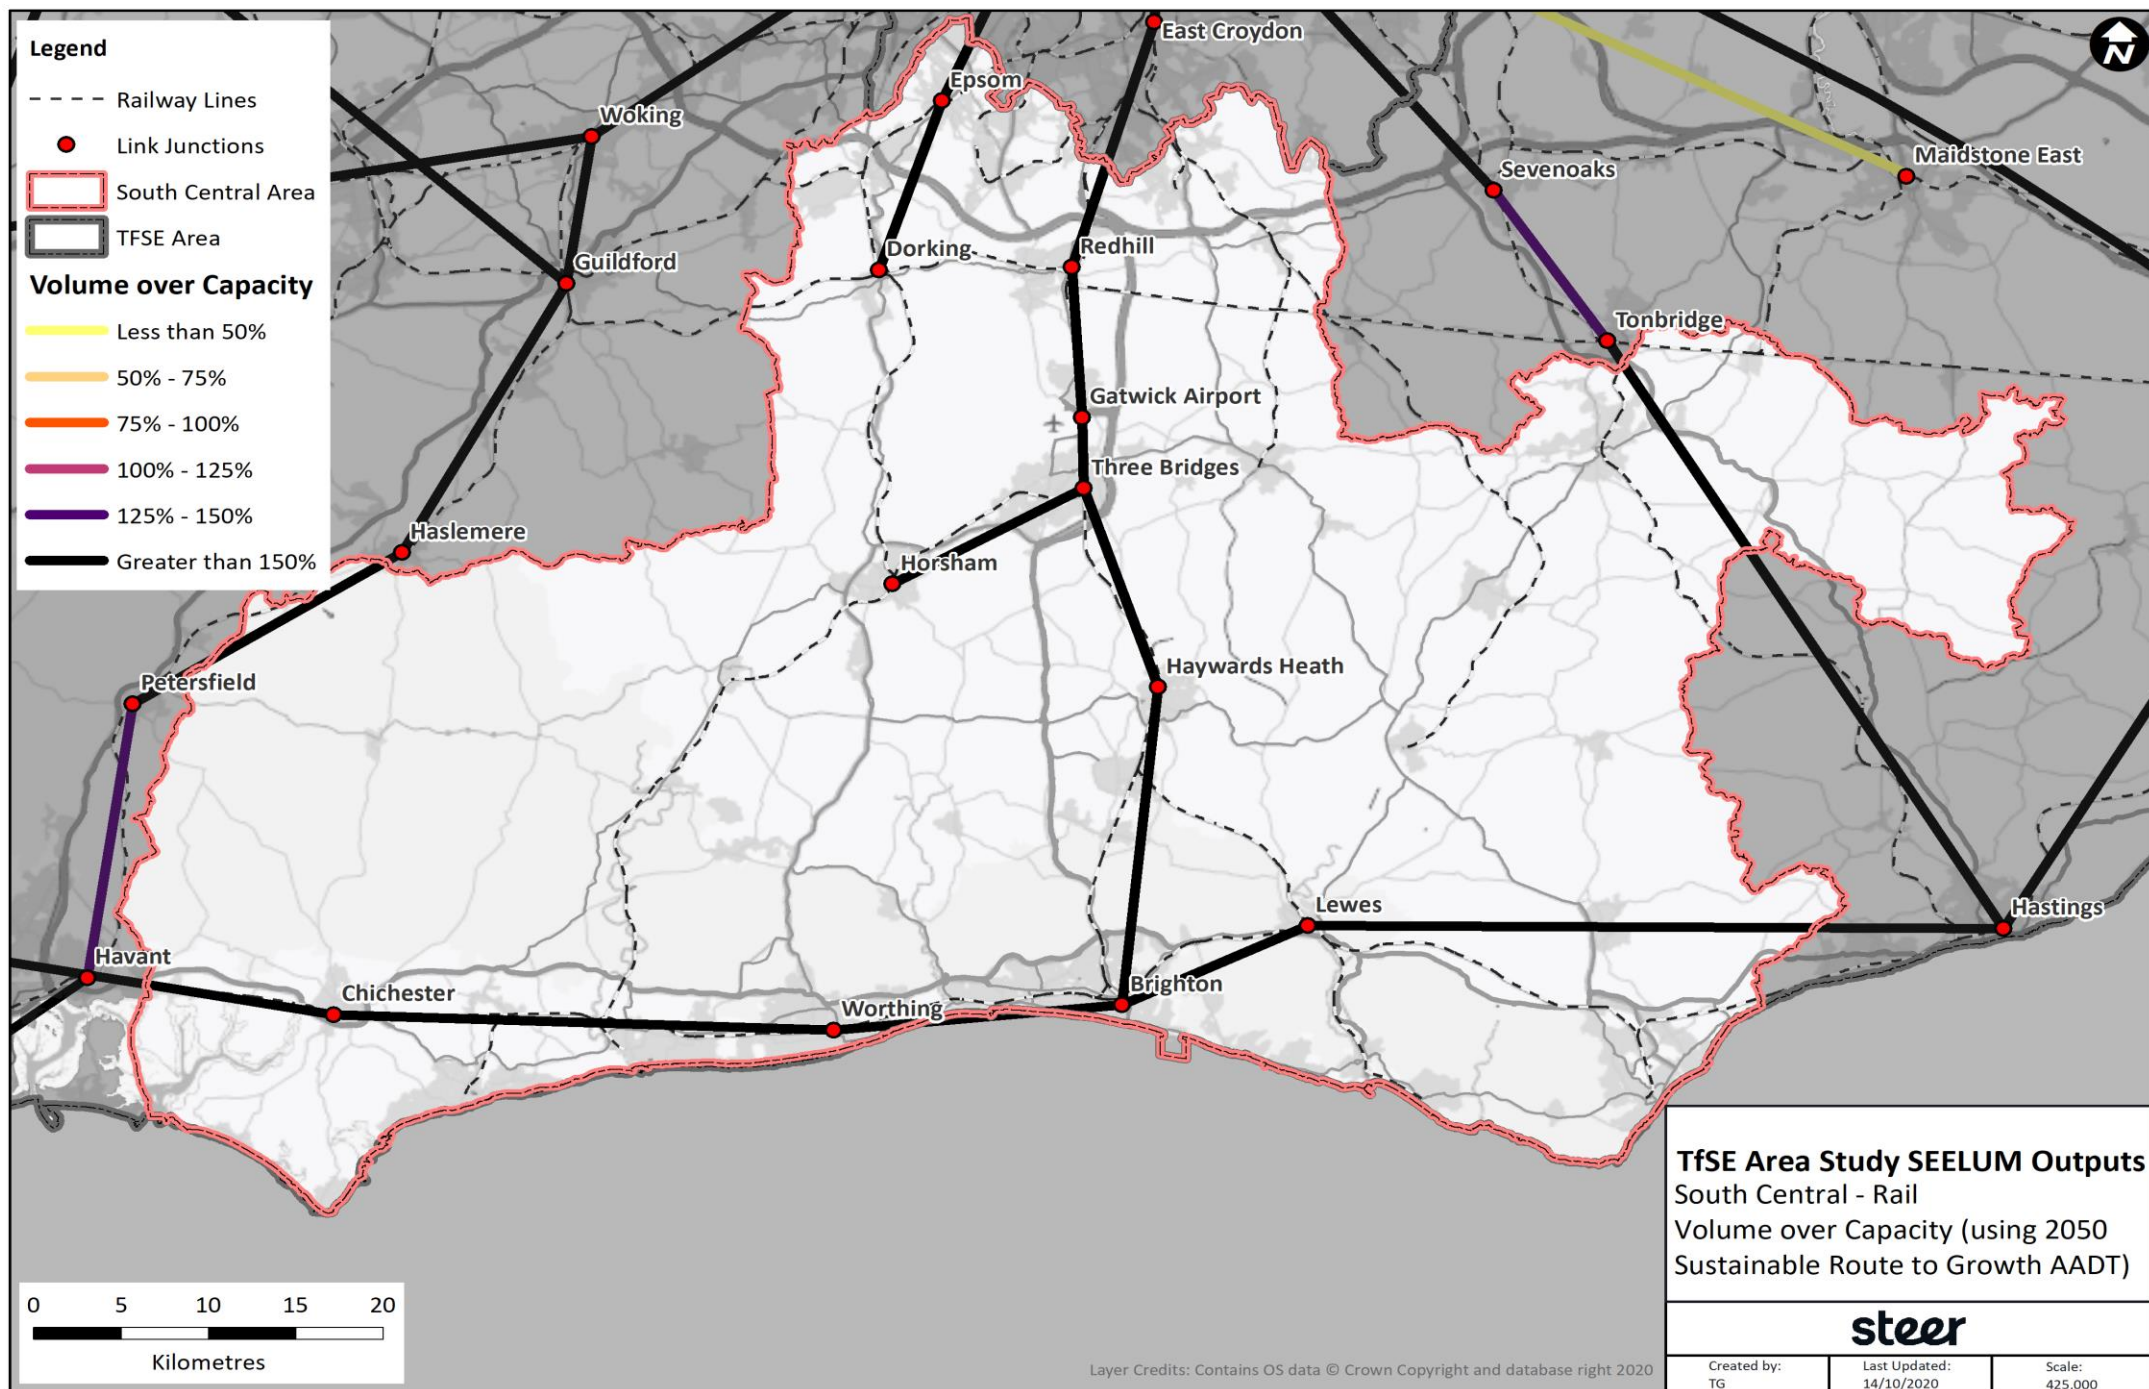 Legend
Railway Lines
Link Junctions
South Central Area
TFSE Area
Volume over Capacity
Less than 50%
50% - 75%
75% - 100%
100% - 125%
125% - 150%
Greater than 150%
N
East Croydon
Epsom
Woking
Maidstone East
Sevenoaks
Dorking
Redhill
Guildford
Tonbridge
Gatwick Airport
Three Bridges
Haslemere
Horsham
Haywards Heath
Petersfield
Lewes
Hastings
Havant
Chichester
Brighton
Worthing
TfSE Area Study SEELUM Outputs
South Central - Rail
Volume over Capacity (using 2050
Sustainable Route to Growth AADT)
steer
Created by:
TG
Last Updated:
14/10/2020
Scale:
425,000
0 5 10 15 20
Kilometres
Layer Credits: Contains OS data © Crown Copyright and database right 2020